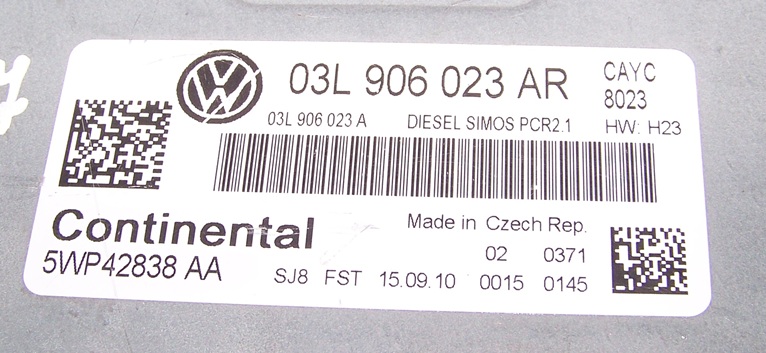 03L 906 023 AR
CAYC
8023
03L 906 023 A DIESEL SIMOS PCR2.1 HW: H23
Continental
5WP42838 AA
Made in Czech Rep.
02 0371
SJ8 FST 15.09.10 0015 0145